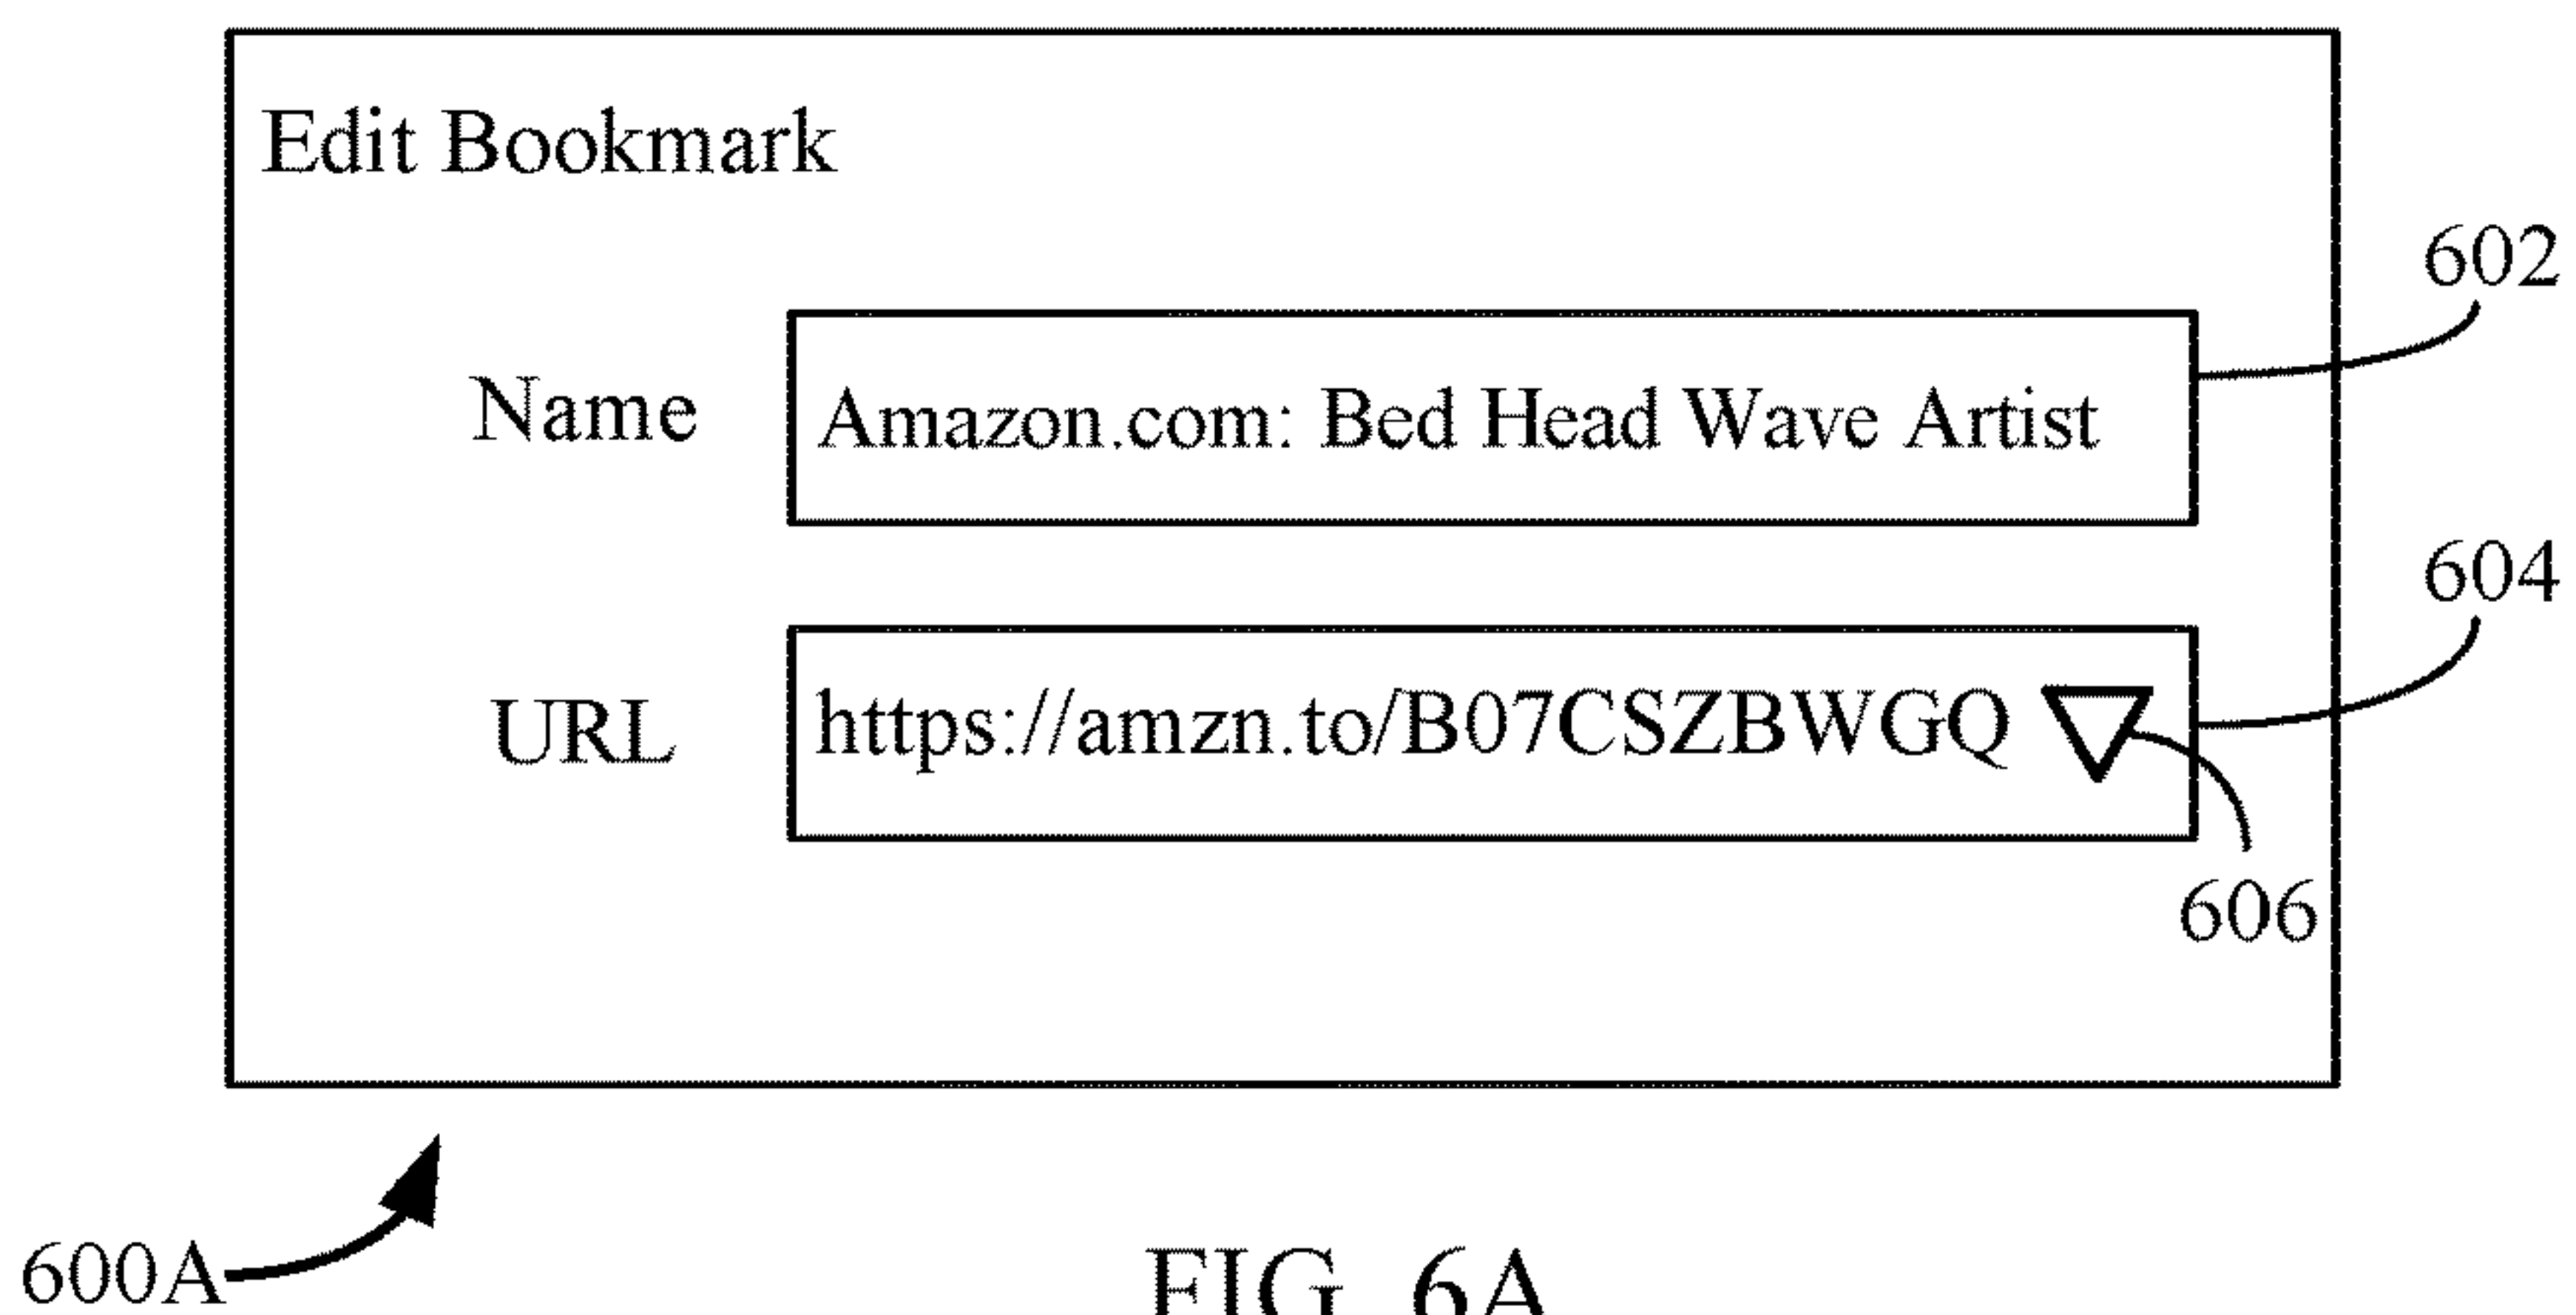 Edit Bookmark
602
Name Amazon.com: Bed Head Wave Artist
604
URL https://amzn.to/B07CSZBWGQ
606
600A
FIG. 6A